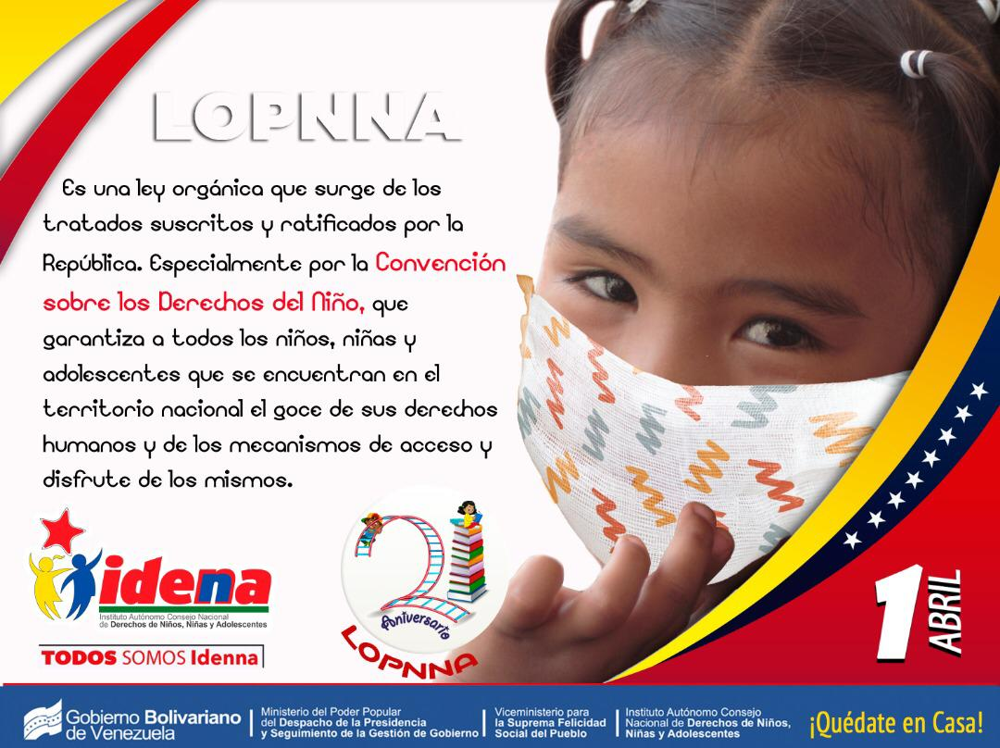 LOPNNA
Es una ley orgánica que surge de los
tratados suscritos y ratificados por la
República. Especialmente por la Convención
sobre los Derechos del Niño, que
garantiza a todos los niños, niñas y
adolescentes que se encuentran en el
territorio nacional el goce de sus derechos
humanos y de los mecanismos de acceso y
disfrute de los mismos.
idena
Instituto Autónomo Consejo Nacional
de Derechos de Niños, Niñas y Adolescentes
TODOS SOMOS Idenna
21
Aniversario
LOPNNA
1
ABRIL
Gobierno Bolivariano
de Venezuela
Ministerio del Poder Popular
del Despacho de la Presidencia
y Seguimiento de la Gestión de Gobierno
Viceministerio para
la Suprema Felicidad
Social del Pueblo
Instituto Autónomo Consejo
Nacional de Derechos de Niños,
Niñas y Adolescentes
¡Quédate en Casa!